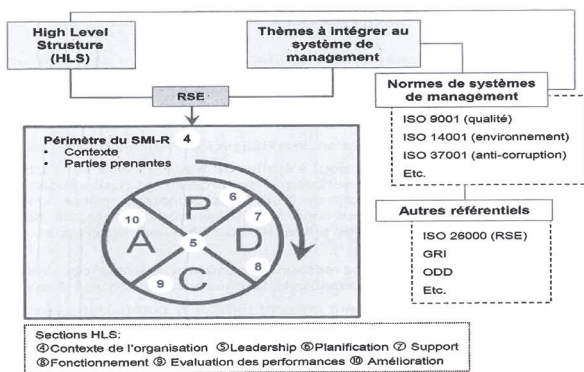 High Level
Strusture
(HLS)
Thèmes à intégrer au
système de
management
RSE
Normes de systèmes
de management
ISO 9001 (qualité)
ISO 14001 (environnement)
ISO 37001 (anti-corruption)
Etc.
Périmètre du SMI-R
• Contexte
• Parties prenantes
4
P
6
7
D
10
A
5
8
9
C
Autres référentiels
ISO 26000 (RSE)
GRI
ODD
Etc.
Sections HLS:
④Contexte de l'organisation ⑤Leadership ⑥Planification ⑦ Support
⑧Fonctionnement ⑨ Evaluation des performances ⑩ Amélioration